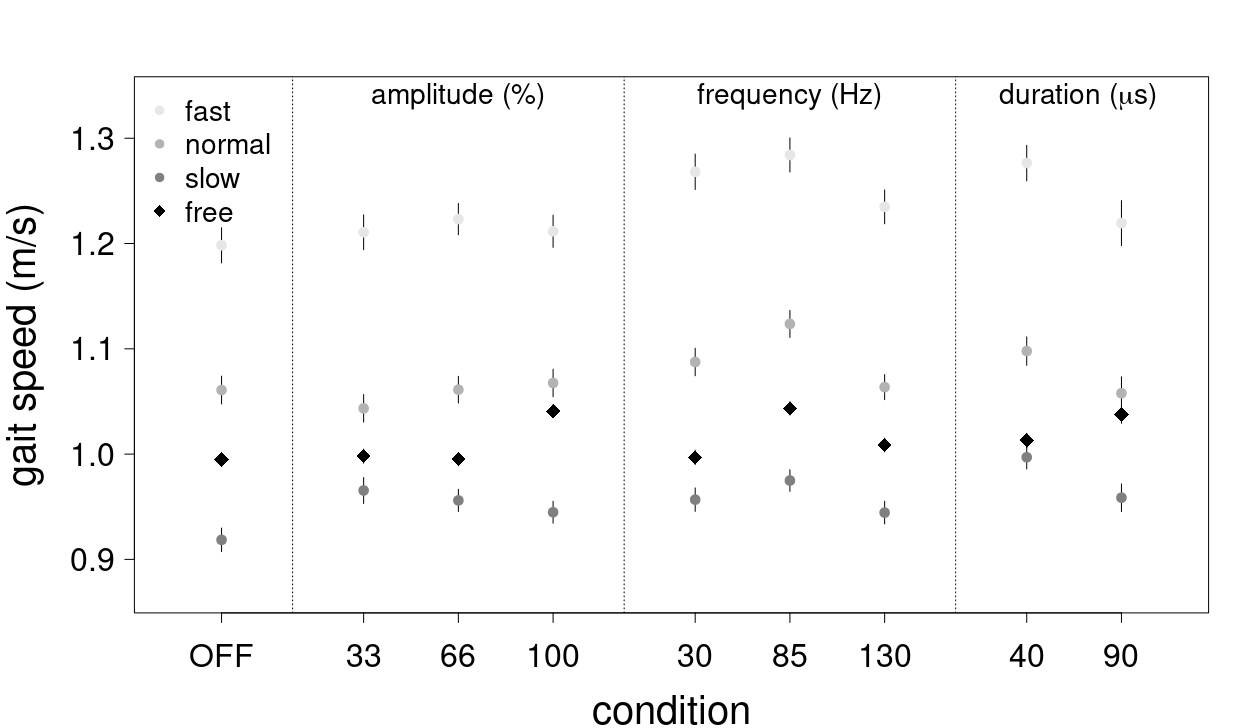 amplitude (%)
frequency (Hz)
duration (μs)
fast
normal
slow
free
gait speed (m/s)
1.3
1.2
1.1
1.0
0.9
OFF 33 66 100 30 85 130 40 90
condition